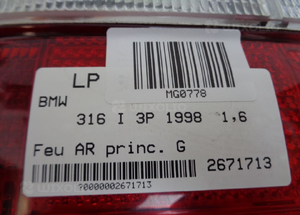 LP
MG0778
BMW
316 I 3P 1998 1,6
Feu AR princ. G
2671713
?0000002671713